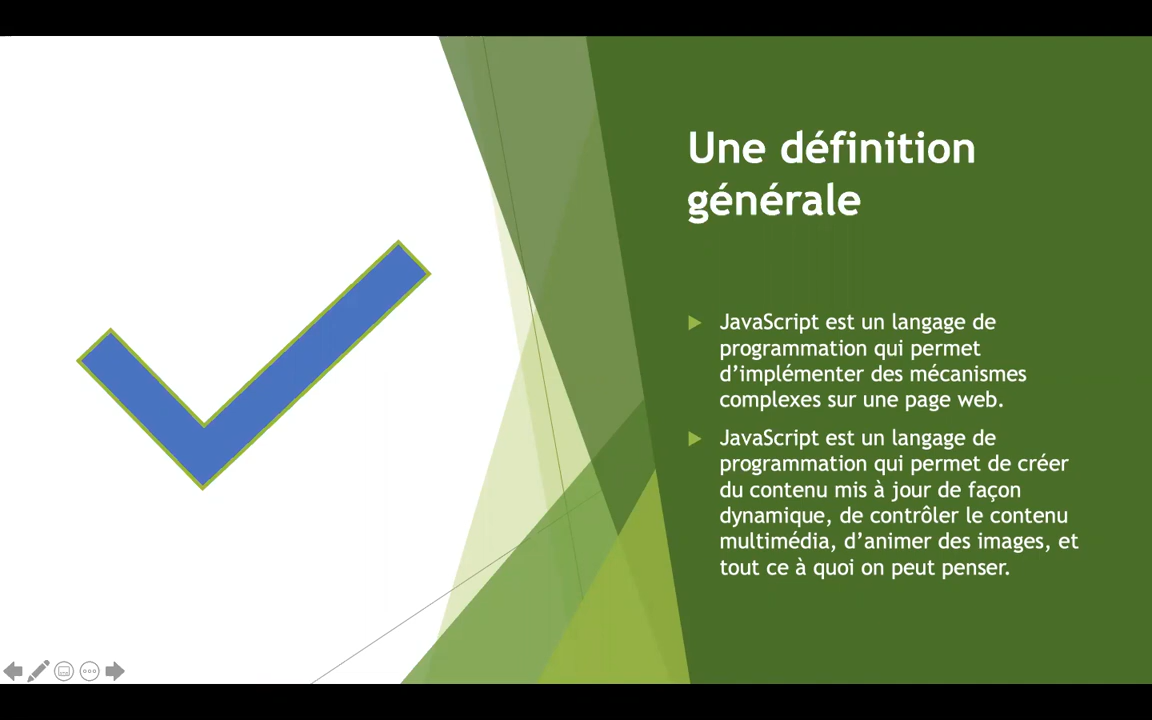 Une définition
générale
JavaScript est un langage de
programmation qui permet
d’implémenter des mécanismes
complexes sur une page web.
JavaScript est un langage de
programmation qui permet de créer
du contenu mis à jour de façon
dynamique, de contrôler le contenu
multimédia, d’animer des images, et
tout ce à quoi on peut penser.